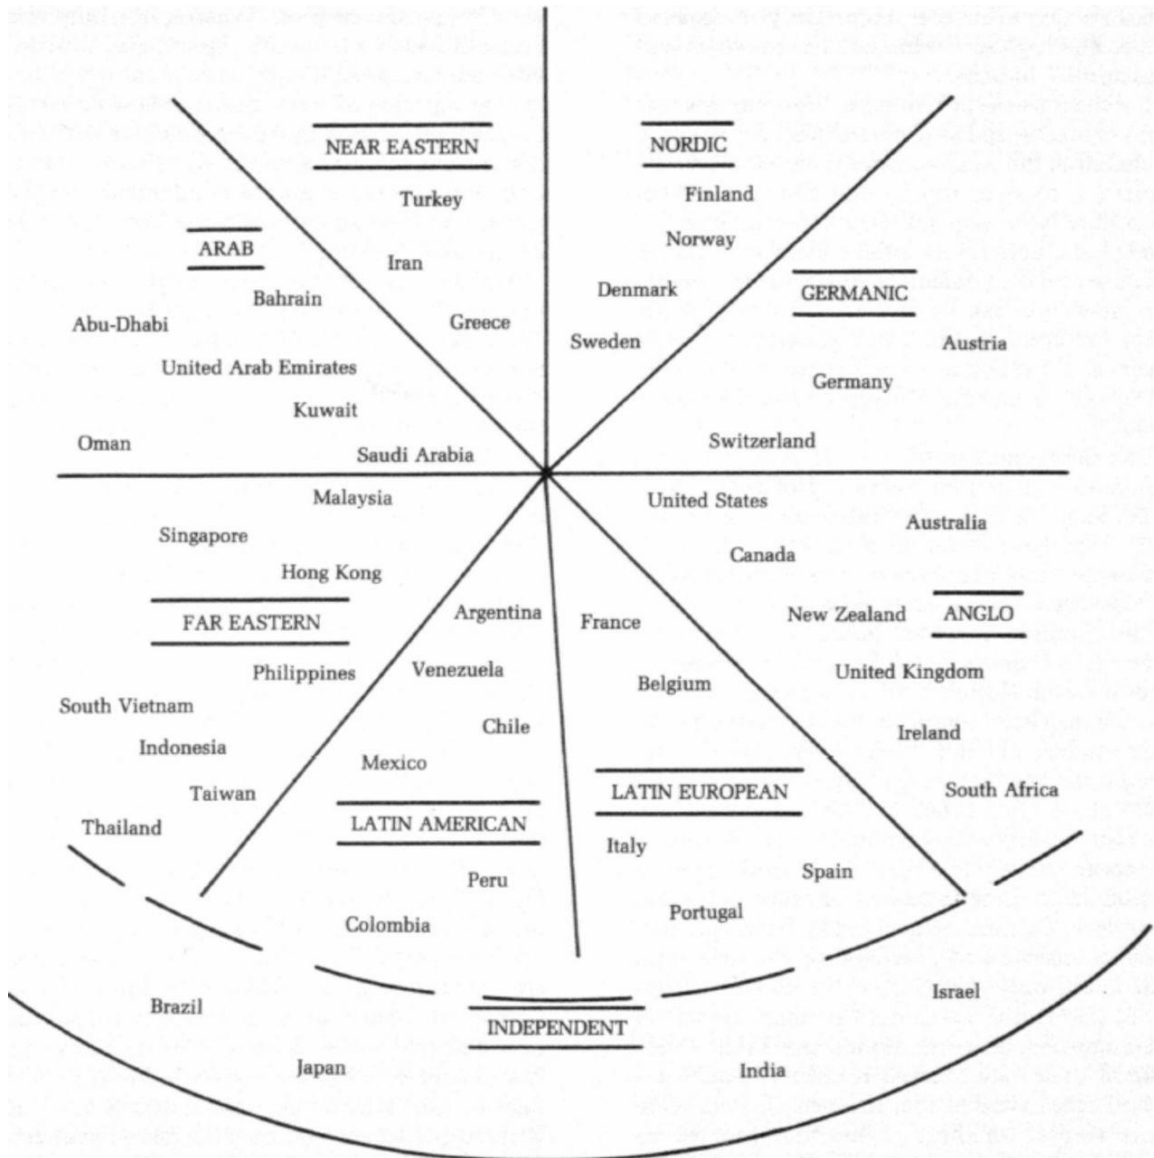 NEAR EASTERN
Turkey
Iran
Greece
NORDIC
Finland
Norway
Denmark
Sweden
ARAB
Bahrain
Abu-Dhabi
United Arab Emirates
Kuwait
Oman
Saudi Arabia
GERMANIC
Austria
Germany
Switzerland
Malaysia
Singapore
Hong Kong
FAR EASTERN
Philippines
South Vietnam
Indonesia
Taiwan
Thailand
United States
Australia
Canada
New Zealand
ANGLO
United Kingdom
Ireland
South Africa
Argentina
Venezuela
Chile
Mexico
LATIN AMERICAN
Peru
Colombia
France
Belgium
LATIN EUROPEAN
Italy
Spain
Portugal
Brazil
Japan
INDEPENDENT
India
Israel